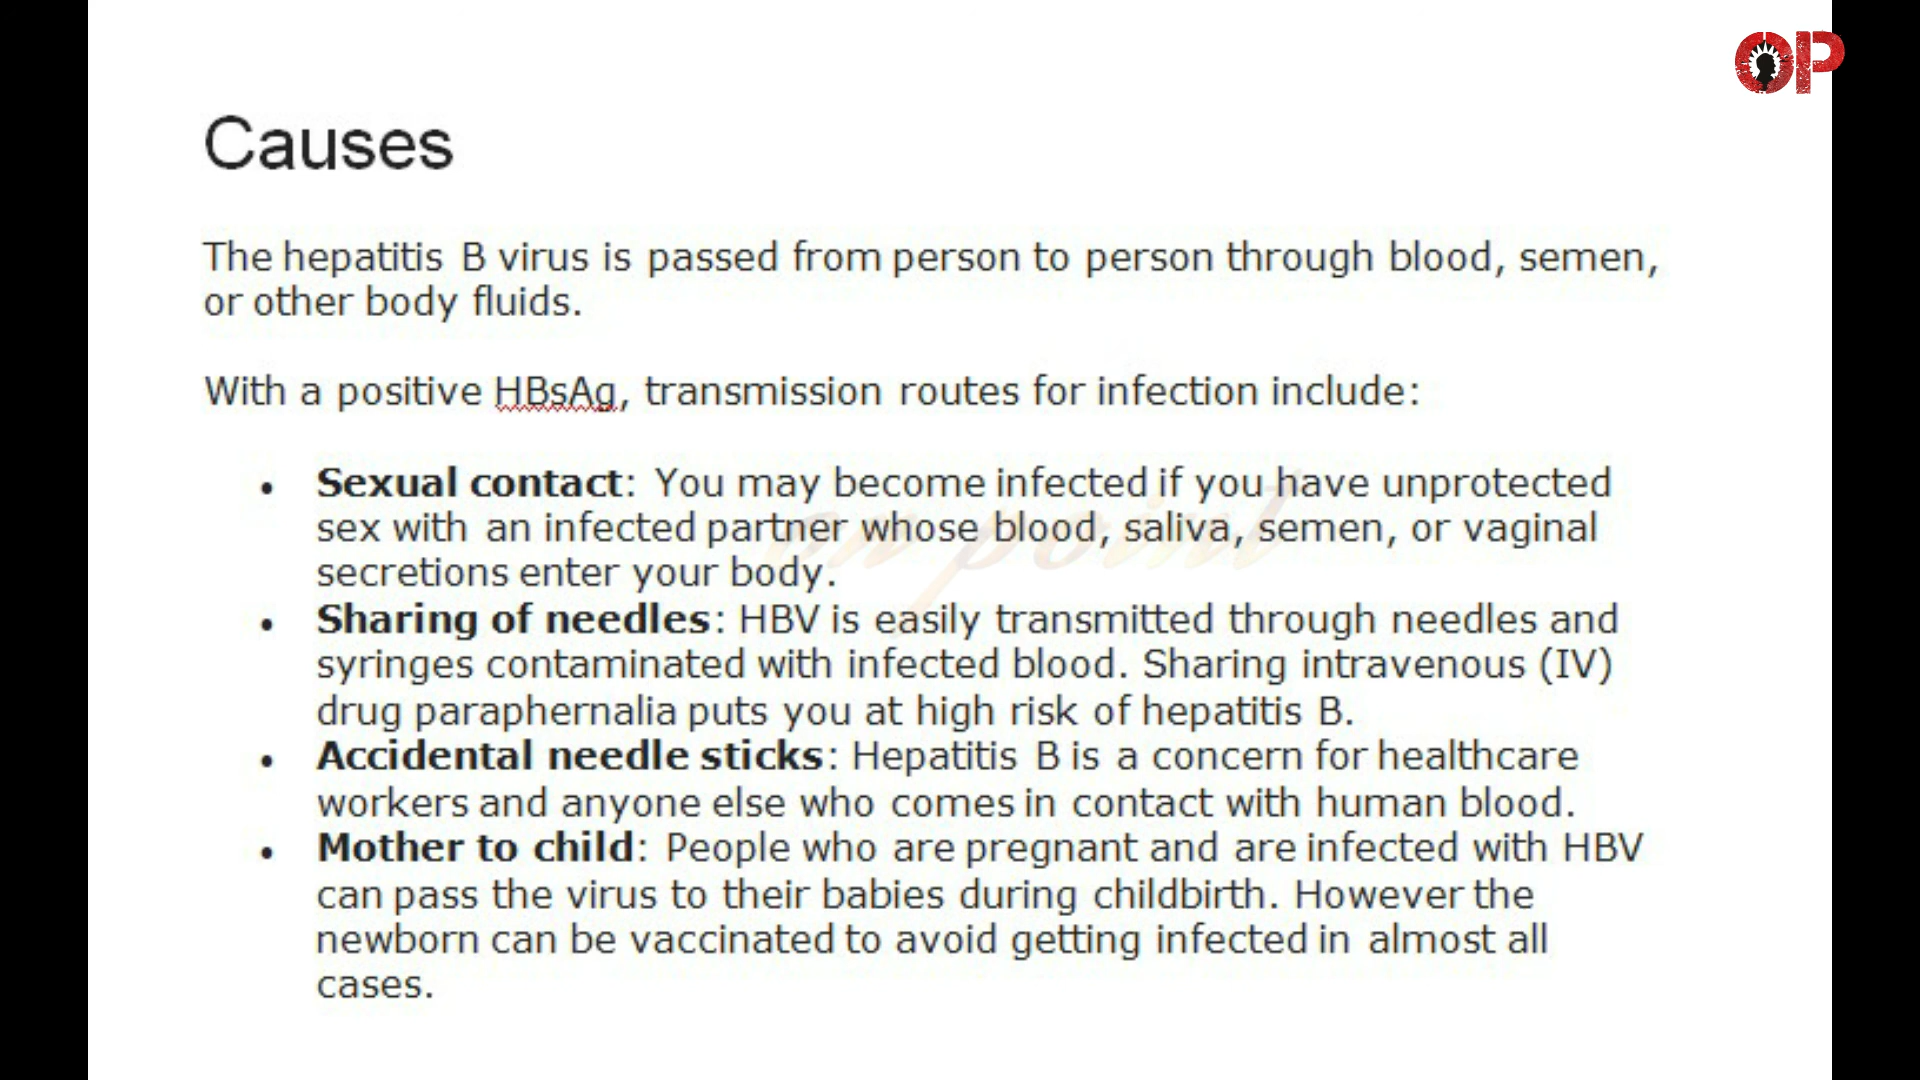 OP
Causes
The hepatitis B virus is passed from person to person through blood, semen,
or other body fluids.
With a positive HBsAg, transmission routes for infection include:
• Sexual contact: You may become infected if you have unprotected
sex with an infected partner whose blood, saliva, semen, or vaginal
secretions enter your body.
on point
• Sharing of needles: HBV is easily transmitted through needles and
syringes contaminated with infected blood. Sharing intravenous (IV)
drug paraphernalia puts you at high risk of hepatitis B.
• Accidental needle sticks: Hepatitis B is a concern for healthcare
workers and anyone else who comes in contact with human blood.
• Mother to child: People who are pregnant and are infected with HBV
can pass the virus to their babies during childbirth. However the
newborn can be vaccinated to avoid getting infected in almost all
cases.